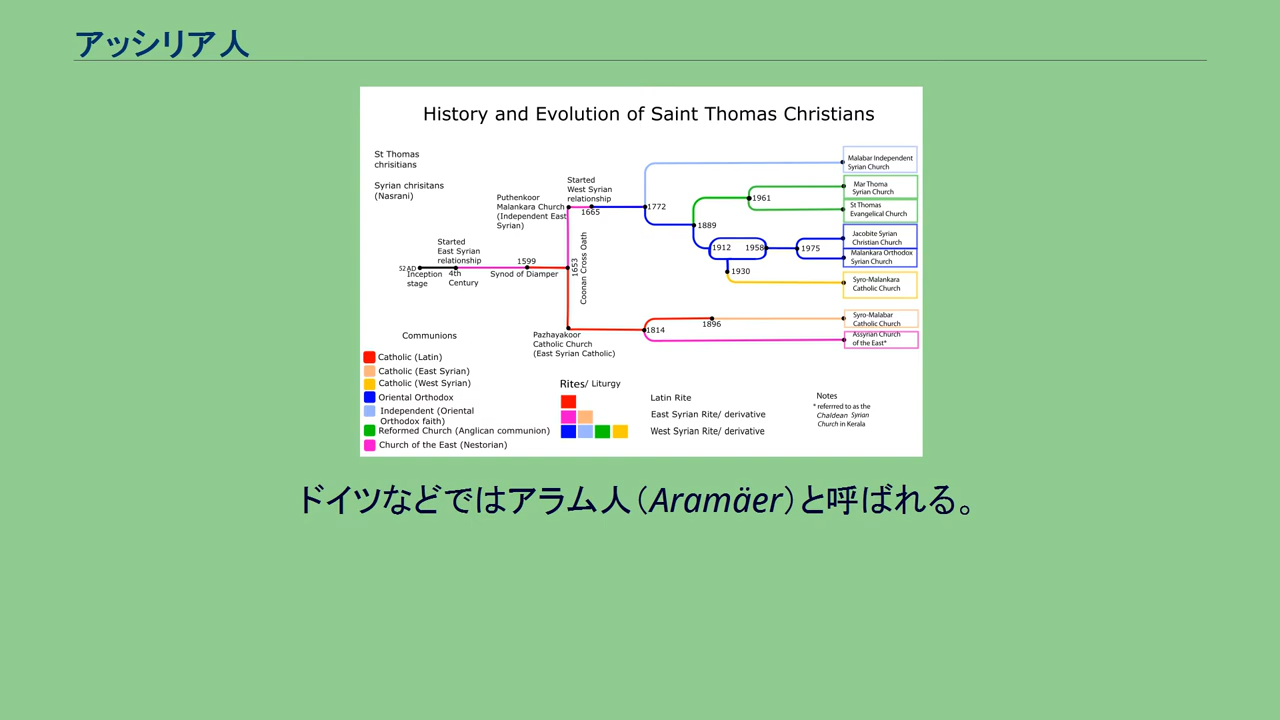 アッシリア人
History and Evolution of Saint Thomas Christians
St Thomas
chrisitians
Syrian chrisitans
(Nasrani)
Started
East Syrian
relationship
52 AD
Inception
stage
4th
Century
1599
Synod of Diamper
Puthenkoor
Malankara Church
(Independent East
Syrian)
Started
West Syrian
relationship
1665
1653
Coonan Cross Oath
Pazhayakoor
Catholic Church
(East Syrian Catholic)
1772
1889
1961
1912
1958
1975
1930
1814
1896
Malabar Independent
Syrian Church
Mar Thoma
Syrian Church
St Thomas
Evangelical Church
Jacobite Syrian
Christian Church
Malankara Orthodox
Syrian Church
Syro-Malankara
Catholic Church
Syro-Malabar
Catholic Church
Assyrian Church
of the East*
Communions
Catholic (Latin)
Catholic (East Syrian)
Catholic (West Syrian)
Oriental Orthodox
Independent (Oriental
Orthodox faith)
Reformed Church (Anglican communion)
Church of the East (Nestorian)
Rites/ Liturgy
Latin Rite
East Syrian Rite/ derivative
West Syrian Rite/ derivative
Notes
* referrred to as the
Chaldean Syrian
Church in Kerala
ドイツなどではアラム人（Aramäer）と呼ばれる。